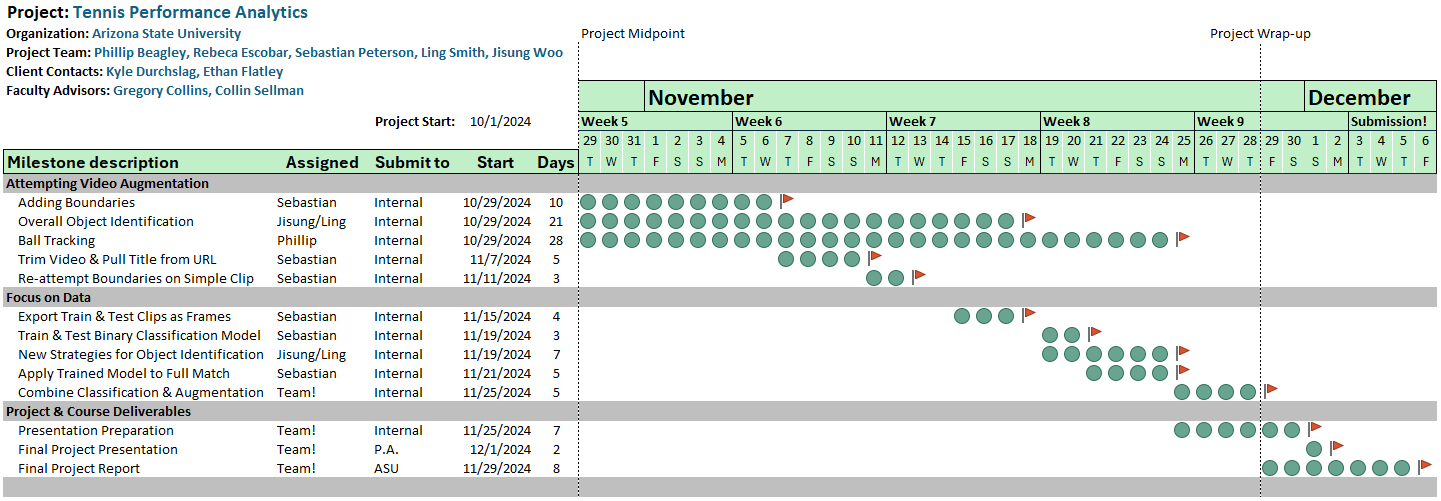 Project: Tennis Performance Analytics
Organization: Arizona State University
Project Midpoint
Project Wrap-up
Project Team: Phillip Beagley, Rebeca Escobar, Sebastian Peterson, Ling Smith, Jisung Woo
Client Contacts: Kyle Durchslag, Ethan Flatley
Faculty Advisors: Gregory Collins, Collin Sellman
November December
Project Start: 10/1/2024
Week 5 Week 6 Week 7 Week 8 Week 9 Submission!
29 30 31 1 2 3 4 5 6 7 8 9 10 11 12 13 14 15 16 17 18 19 20 21 22 23 24 25 26 27 28 29 30 1 2 3 4 5 6
Milestone description Assigned Submit to Start Days T W T F S S M T W T F S S M T W T F S S M T W T F S S M T W T F S S M T W T F
Attempting Video Augmentation
Adding Boundaries Sebastian Internal 10/29/2024 10
Overall Object Identification Jisung/Ling Internal 10/29/2024 21
Ball Tracking Phillip Internal 10/29/2024 28
Trim Video & Pull Title from URL Sebastian Internal 11/7/2024 5
Re-attempt Boundaries on Simple Clip Sebastian Internal 11/11/2024 3
Focus on Data
Export Train & Test Clips as Frames Sebastian Internal 11/15/2024 4
Train & Test Binary Classification Model Sebastian Internal 11/19/2024 3
New Strategies for Object Identification Jisung/Ling Internal 11/19/2024 7
Apply Trained Model to Full Match Sebastian Internal 11/21/2024 5
Combine Classification & Augmentation Team! Internal 11/25/2024 5
Project & Course Deliverables
Presentation Preparation Team! Internal 11/25/2024 7
Final Project Presentation Team! P.A. 12/1/2024 2
Final Project Report Team! ASU 11/29/2024 8